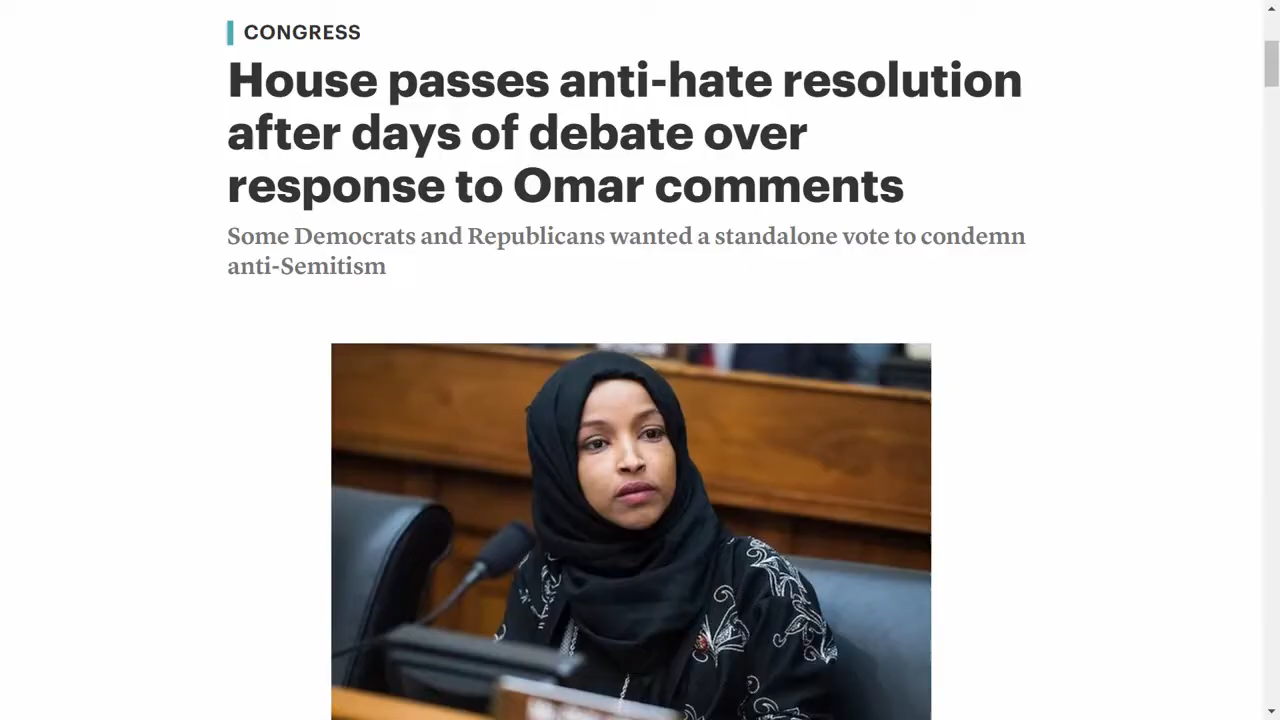 CONGRESS
House passes anti-hate resolution
after days of debate over
response to Omar comments
Some Democrats and Republicans wanted a standalone vote to condemn
anti-Semitism